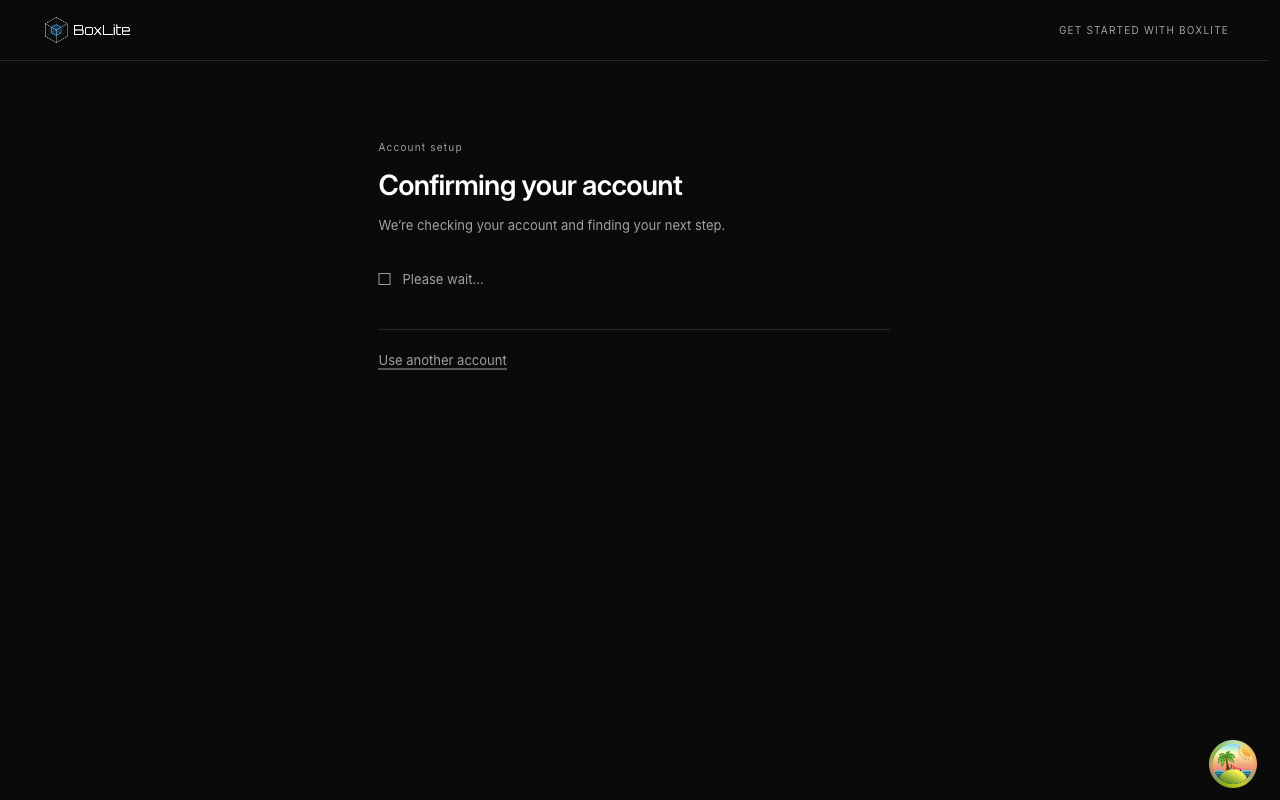 BoxLite
GET STARTED WITH BOXLITE
Account setup
Confirming your account
We’re checking your account and finding your next step.
Please wait...
Use another account